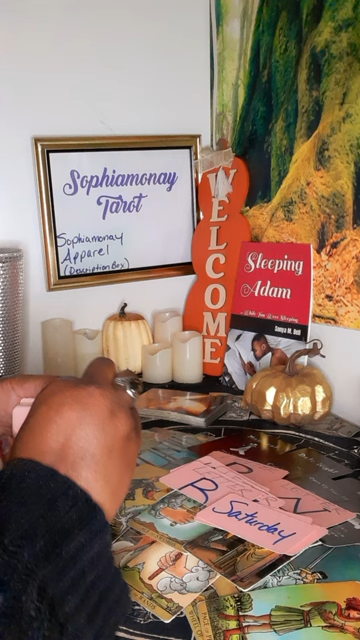 Sophiamonay
Tarot
Sophiamonay
Apparel
(Description Box)
WELCOME
Sleeping
Adam
Sonya M. Bell
N
R
Saturday